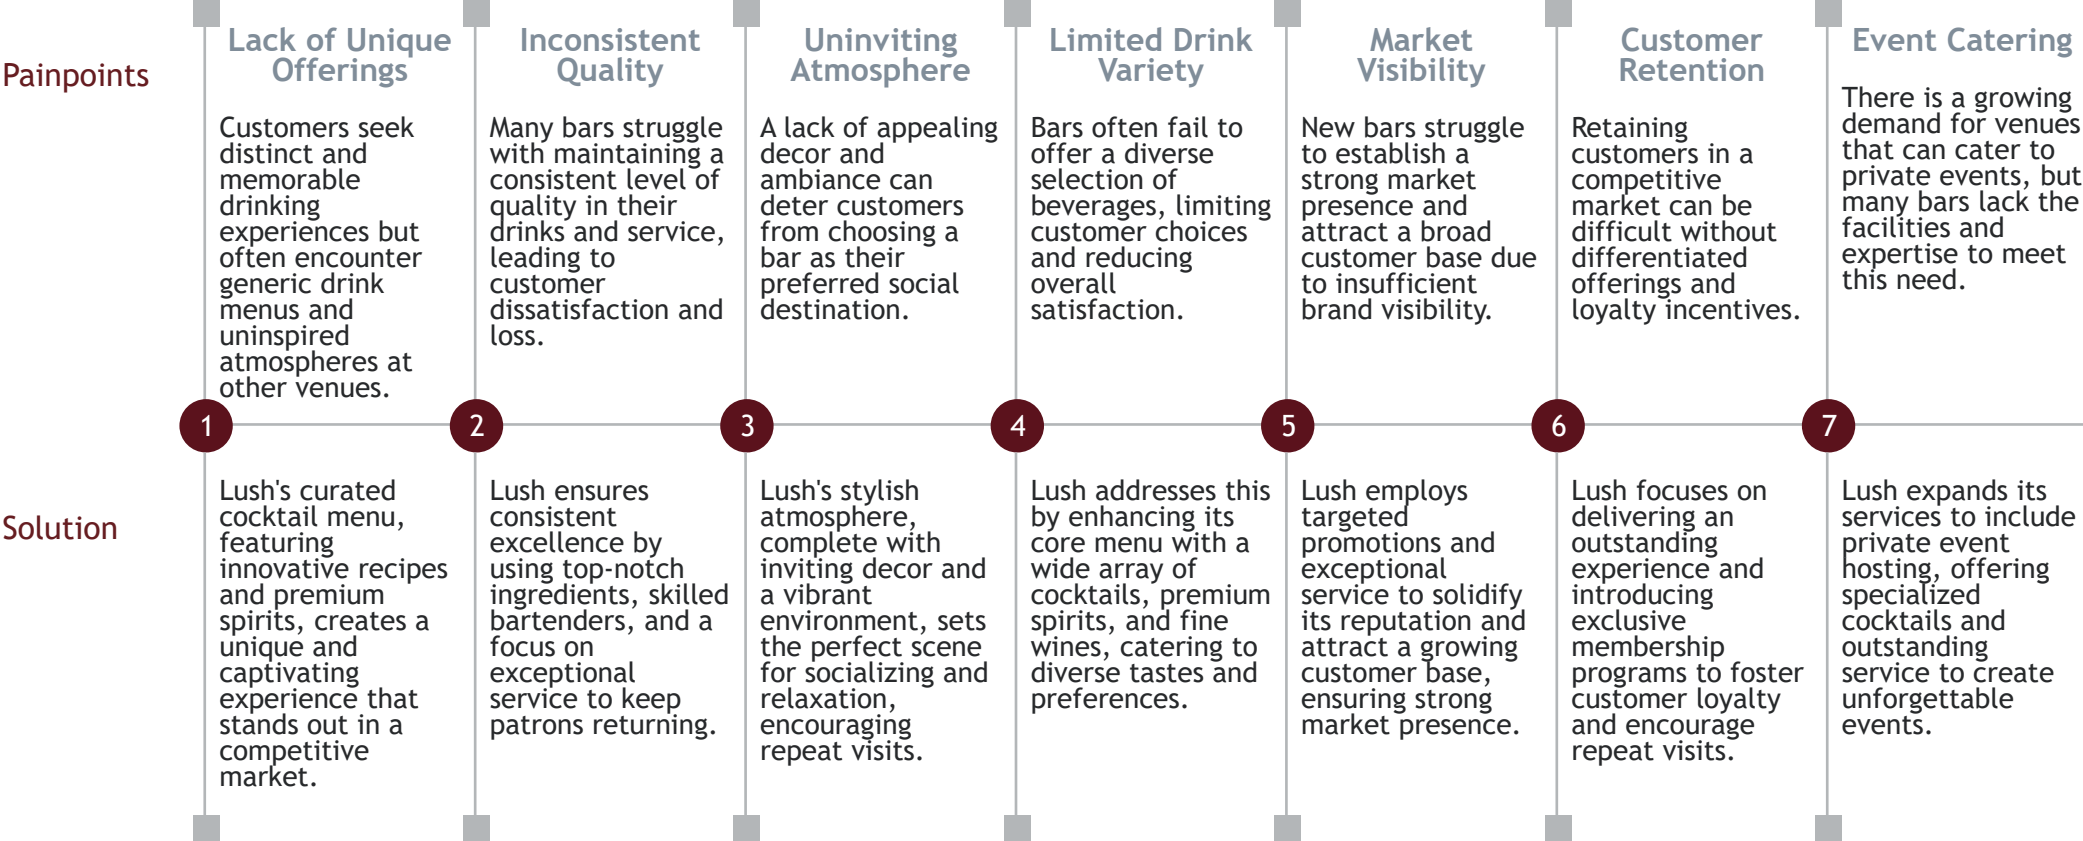 Painpoints
Lack of Unique
Offerings
Customers seek
distinct and
memorable
drinking
experiences but
often encounter
generic drink
menus and
uninspired
atmospheres at
other venues.
Inconsistent
Quality
Many bars struggle
with maintaining a
consistent level of
quality in their
drinks and service,
leading to
customer
dissatisfaction and
loss.
Uninviting
Atmosphere
A lack of appealing
decor and
ambiance can
deter customers
from choosing a
bar as their
preferred social
destination.
Limited Drink
Variety
Bars often fail to
offer a diverse
selection of
beverages, limiting
customer choices
and reducing
overall
satisfaction.
Market
Visibility
New bars struggle
to establish a
strong market
presence and
attract a broad
customer base due
to insufficient
brand visibility.
Customer
Retention
Retaining
customers in a
competitive
market can be
difficult without
differentiated
offerings and
loyalty incentives.
Event Catering
There is a growing
demand for venues
that can cater to
private events, but
many bars lack the
facilities and
expertise to meet
this need.
1
2
3
4
5
6
7
Solution
Lush's curated
cocktail menu,
featuring
innovative recipes
and premium
spirits, creates a
unique and
captivating
experience that
stands out in a
competitive
market.
Lush ensures
consistent
excellence by
using top-notch
ingredients, skilled
bartenders, and a
focus on
exceptional
service to keep
patrons returning.
Lush's stylish
atmosphere,
complete with
inviting decor and
a vibrant
environment, sets
the perfect scene
for socializing and
relaxation,
encouraging
repeat visits.
Lush addresses this
by enhancing its
core menu with a
wide array of
cocktails, premium
spirits, and fine
wines, catering to
diverse tastes and
preferences.
Lush employs
targeted
promotions and
exceptional
service to solidify
its reputation and
attract a growing
customer base,
ensuring strong
market presence.
Lush focuses on
delivering an
outstanding
experience and
introducing
exclusive
membership
programs to foster
customer loyalty
and encourage
repeat visits.
Lush expands its
services to include
private event
hosting, offering
specialized
cocktails and
outstanding
service to create
unforgettable
events.